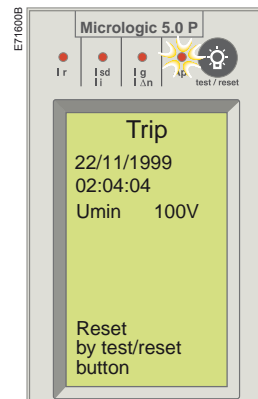 E71600B
Micrologic 5.0 P
I r
I sd
I i
I g
I Δn
Ap
test / reset
Trip
22/11/1999
02:04:04
Umin 100V
Reset
by test/reset
button